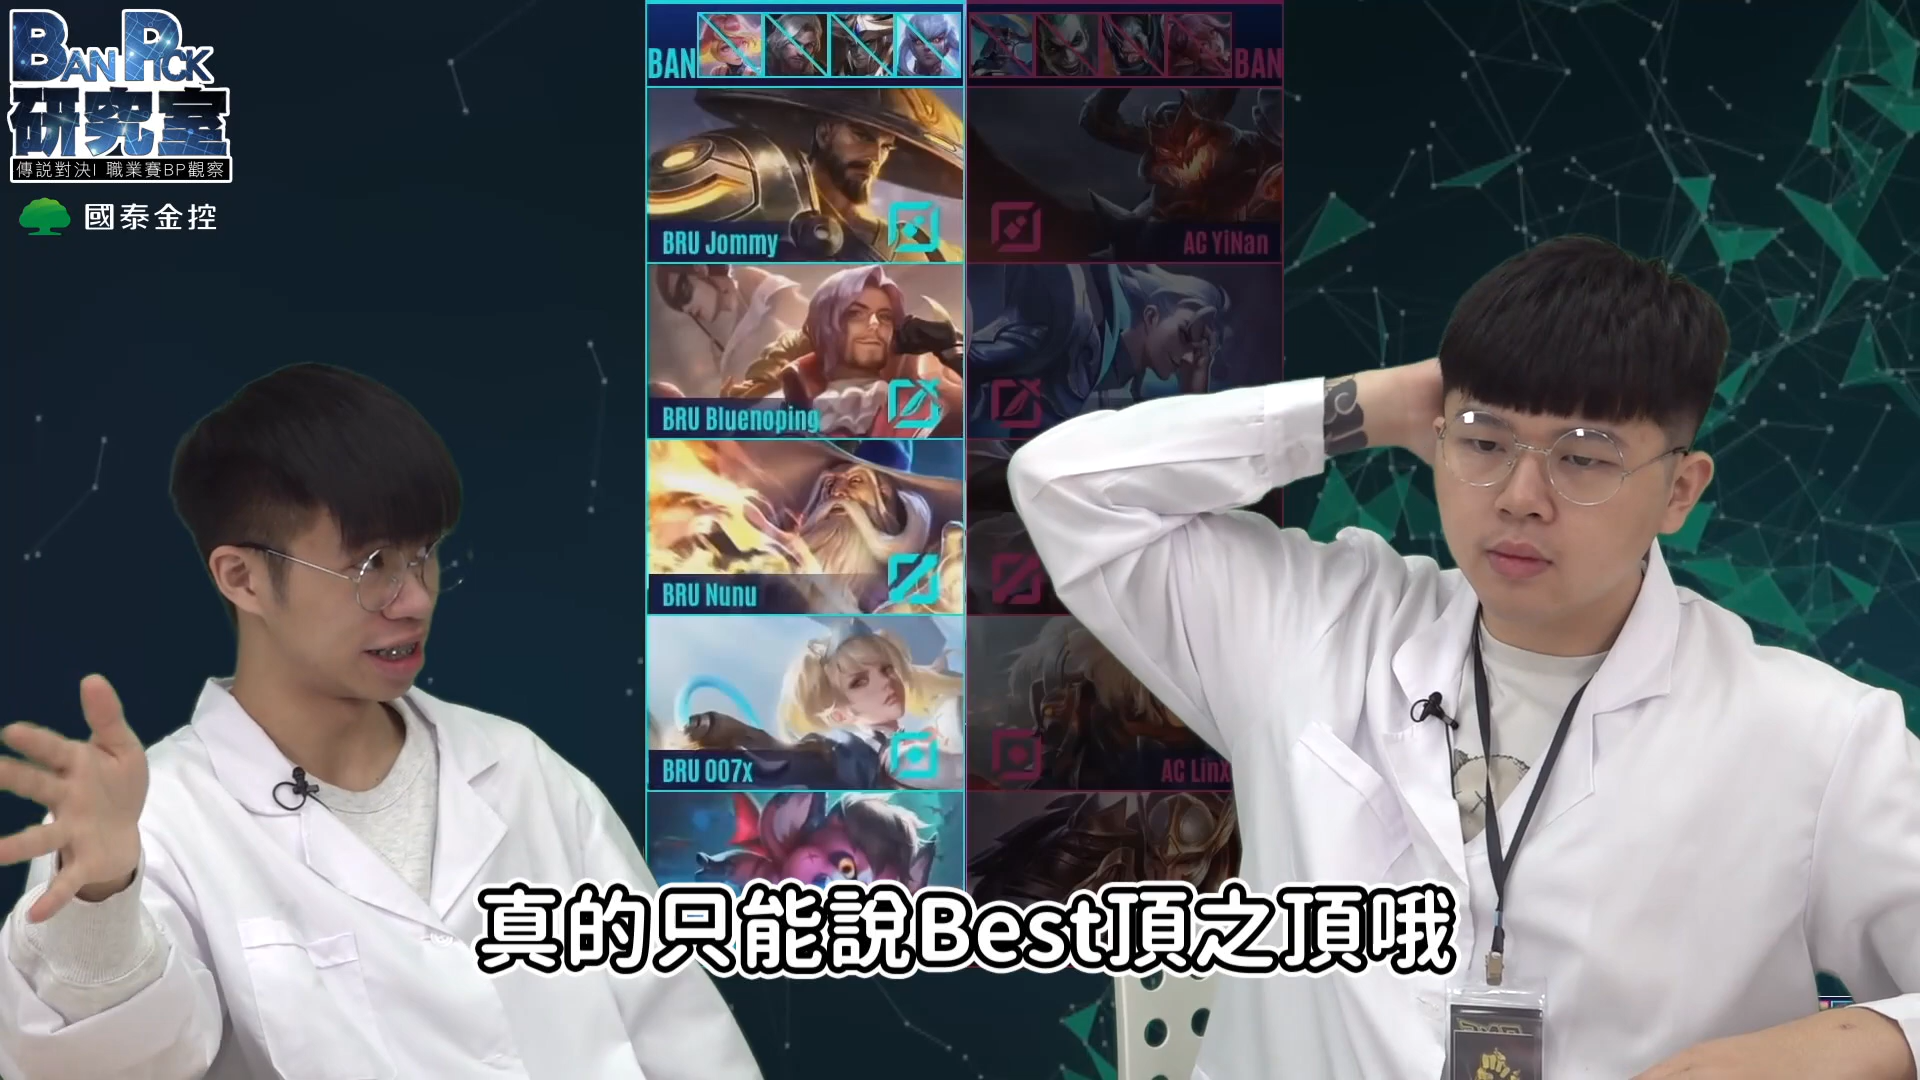 BAN PICK
研究室
傳説對決! 職業賽BP觀察
國泰金控
BAN
BAN
BRU Jommy
AC YiNan
BRU Bluenoping
BRU Nunu
BRU 007x
AC Linx
真的只能說Best頂之頂哦